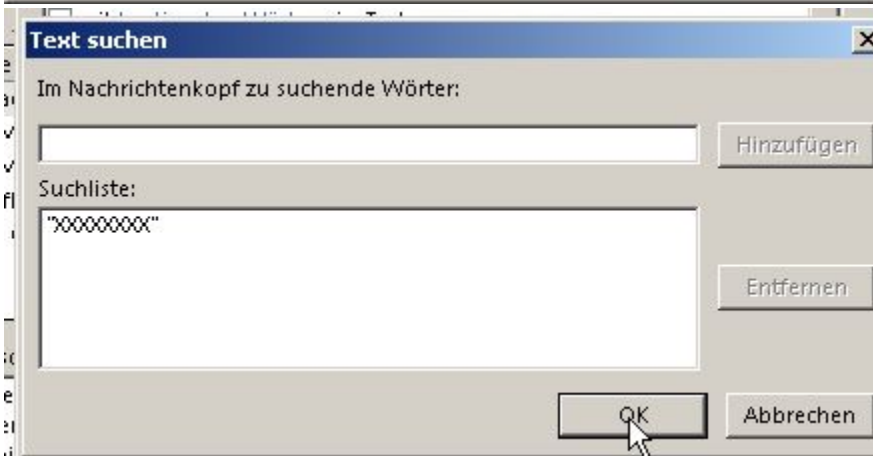 Text suchen
Im Nachrichtenkopf zu suchende Wörter:
Hinzufügen
Suchliste:
"XXXXXXXX"
Entfernen
OK
Abbrechen